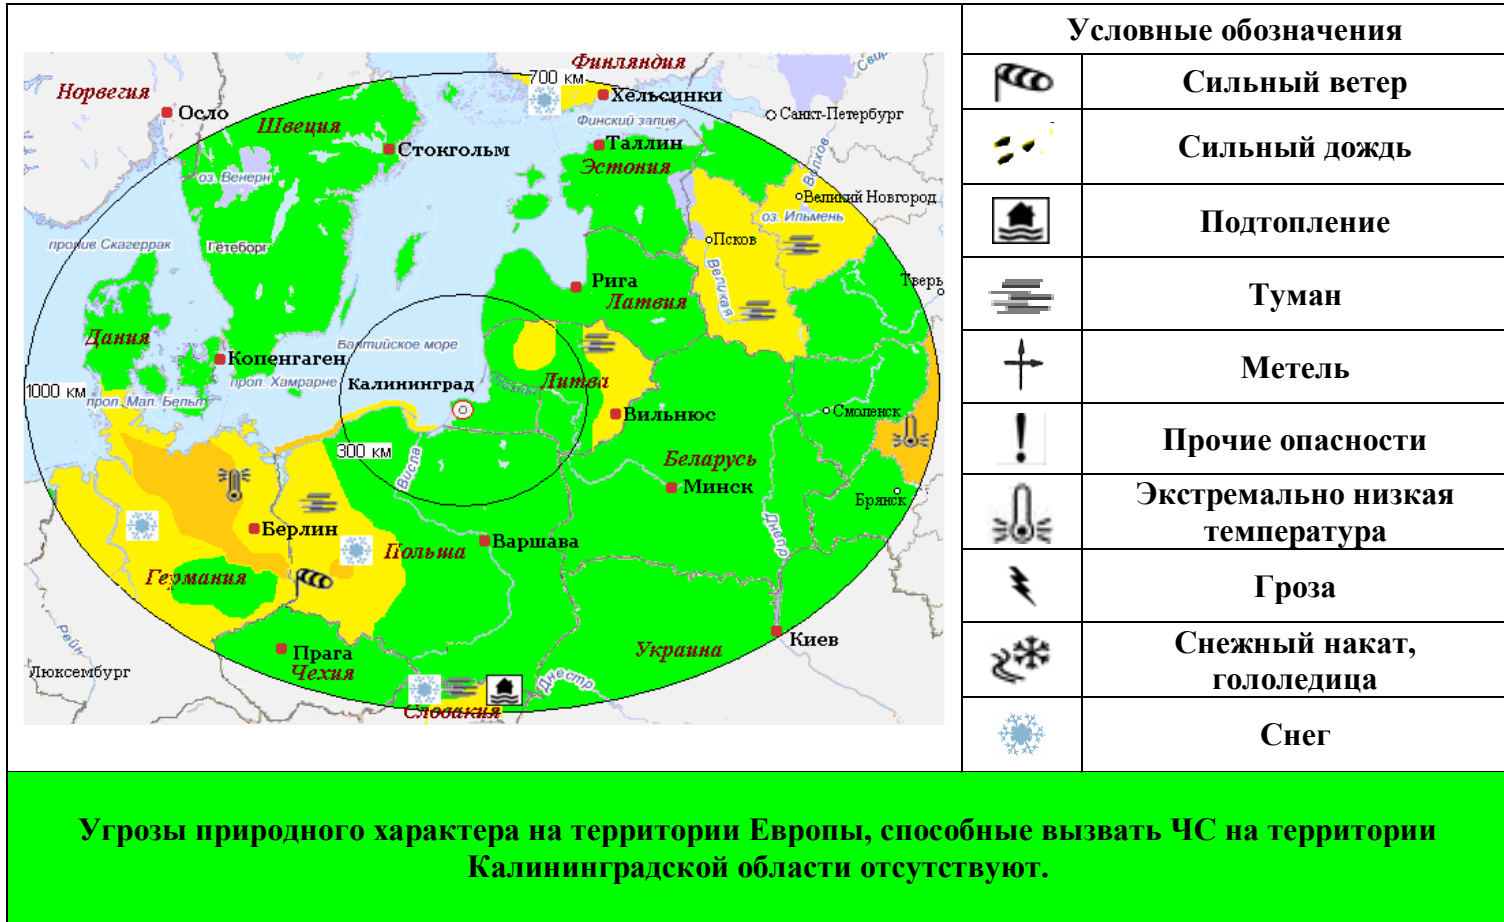 Условные обозначения
Сильный ветер
Сильный дождь
Подтопление
Туман
Метель
Прочие опасности
Экстремально низкая
температура
Гроза
Снежный накат,
гололедица
Снег
Финляндия
700 км
Норвегия
Хельсинки
Осло
Финский залив
Санкт-Петербург
Швеция
Стокгольм
Таллин
Эстония
Волхов
оз. Венерн
Великий Новгород
оз. Ильмень
пролив Скагеррак
Гётеборг
Псков
Великая
Рига
Латвия
Тверь
Дания
Балтийское море
Копенгаген
прол. Хамрарне
Калининград
Литва
1000 км
прол. Мал. Бельт
Вильнюс
Смоленск
300 км
Висла
Беларусь
Минск
Брянск
Днепр
Берлин
Польша
Варшава
Германия
Киев
Рейн
Прага
Украина
Чехия
Люксембург
Днестр
Словакия
Угрозы природного характера на территории Европы, способные вызвать ЧС на территории
Калининградской области отсутствуют.